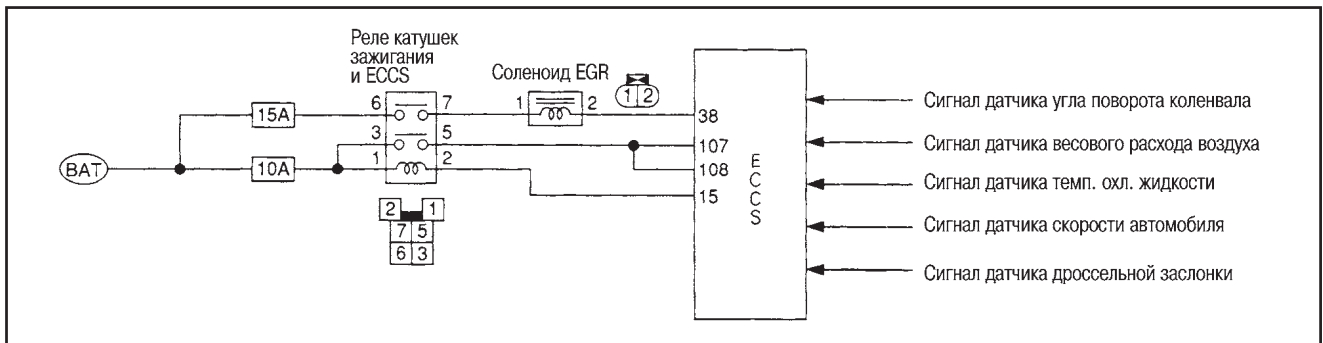 Реле катушек
зажигания
и ECCS
Соленоид EGR
1 2
15A
6 7
1 2
38
3 5
107
BAT
10A
1 2
108
15
E
C
C
S
2 1
7 5
6 3
Сигнал датчика угла поворота коленвала
Сигнал датчика весового расхода воздуха
Сигнал датчика темп. охл. жидкости
Сигнал датчика скорости автомобиля
Сигнал датчика дроссельной заслонки